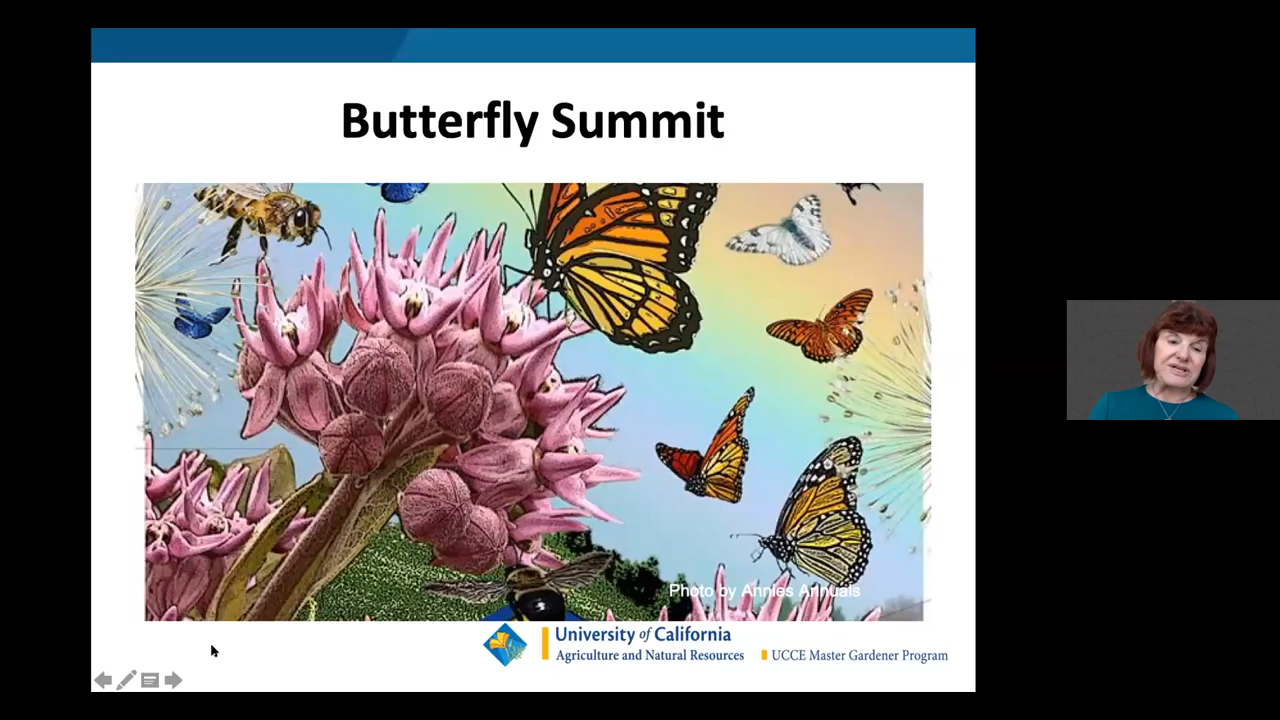 Butterfly Summit
Photo by Annies Annuals
University of California
Agriculture and Natural Resources
UCCE Master Gardener Program